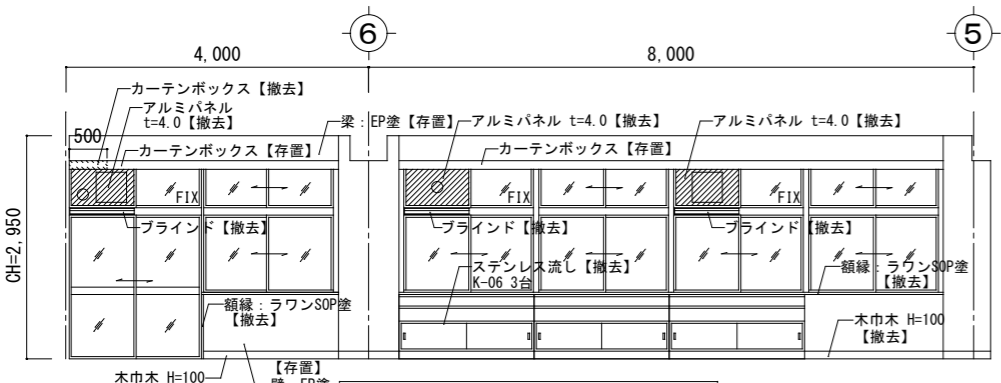 ⑥
⑤
4,000
8,000
カーテンボックス【撤去】
アルミパネル
t=4.0【撤去】
500
梁：EP塗【存置】
アルミパネル t=4.0【撤去】
アルミパネル t=4.0【撤去】
カーテンボックス【存置】
カーテンボックス【存置】
FIX
FIX
FIX
CH=2,950
ブラインド【撤去】
ブラインド【撤去】
ブラインド【撤去】
ステンレス流し【撤去】
K-06 3台
額縁：ラワンSOP塗
【撤去】
額縁：ラワンSOP塗
【撤去】
木巾木 H=100
【撤去】
【存置】
木巾木 H=100
壁 EP塗